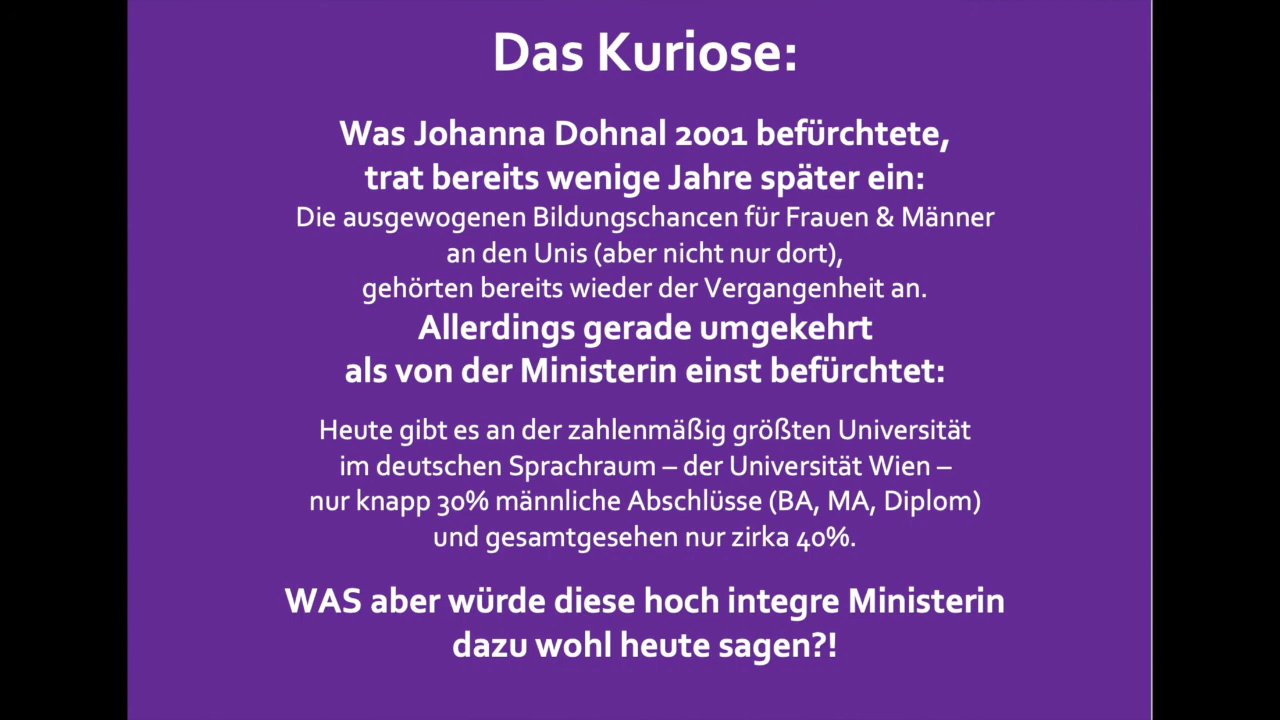 Das Kuriose:
Was Johanna Dohnal 2001 befürchtete,
trat bereits wenige Jahre später ein:
Die ausgewogenen Bildungschancen für Frauen & Männer
an den Unis (aber nicht nur dort),
gehörten bereits wieder der Vergangenheit an.
Allerdings gerade umgekehrt
als von der Ministerin einst befürchtet:
Heute gibt es an der zahlenmäßig größten Universität
im deutschen Sprachraum – der Universität Wien –
nur knapp 30% männliche Abschlüsse (BA, MA, Diplom)
und gesamtgesehen nur zirka 40%.
WAS aber würde diese hoch integre Ministerin
dazu wohl heute sagen?!